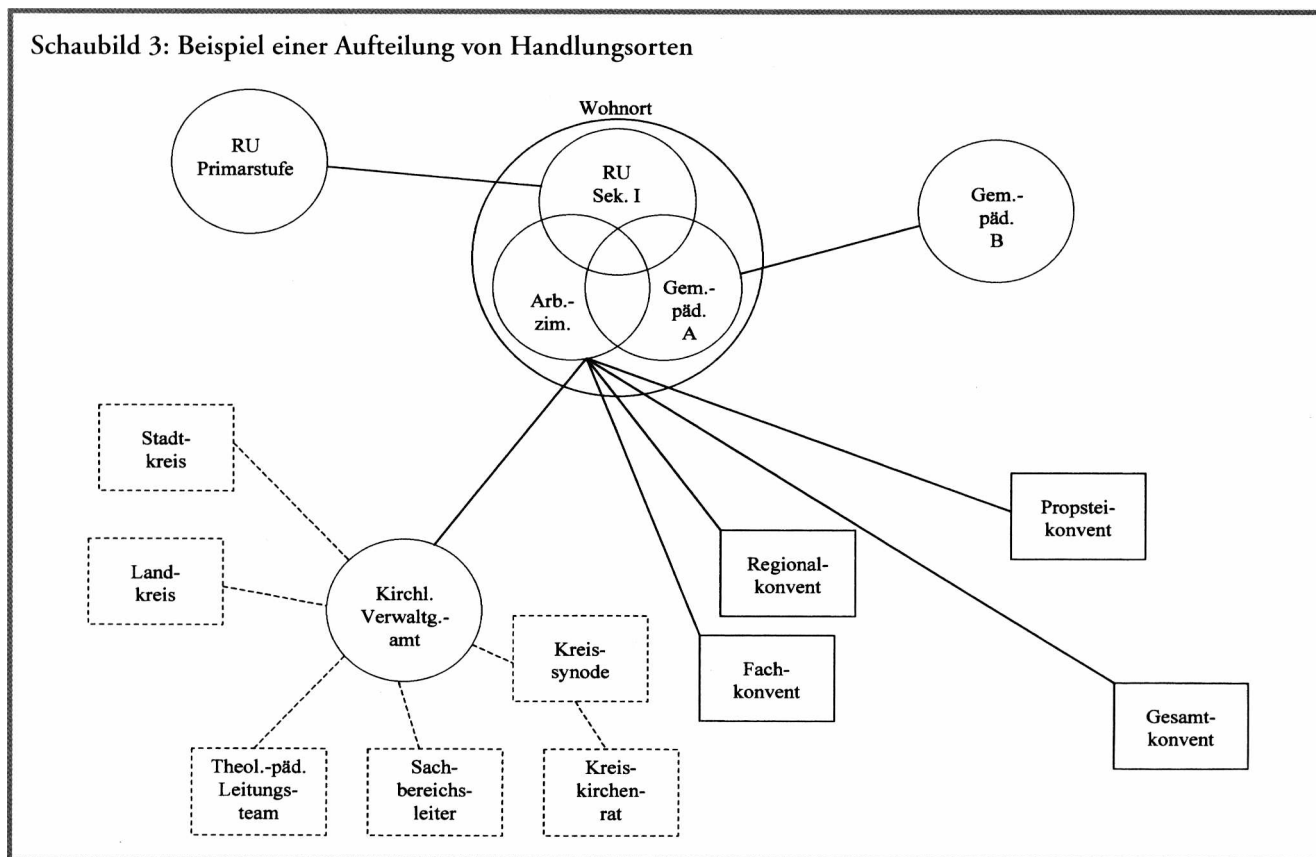 Schaubild 3: Beispiel einer Aufteilung von Handlungsorten
Wohnort
RU
Primarstufe
RU
Sek. I
Gem.-
päd.
B
Arb.-
zim.
Gem.-
päd.
A
Stadt-
kreis
Land-
kreis
Kirchl.
Verwaltg.-
amt
Kreis-
synode
Theol.-päd.
Leitungs-
team
Sach-
bereichs-
leiter
Kreis-
kirchen-
rat
Regional-
konvent
Fach-
konvent
Propstei-
konvent
Gesamt-
konvent